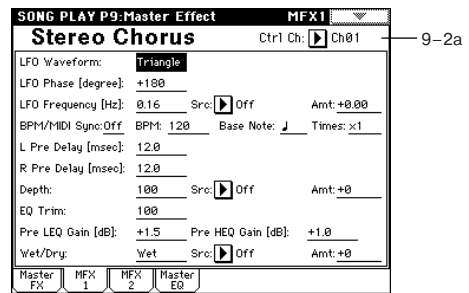 SONG PLAY P9:Master Effect MFX1
Stereo Chorus Ctrl Ch: Ch01
9-2a
LFO Waveform: Triangle
LFO Phase [degree]: +180
LFO Frequency [Hz]: 0.16 Src: Off Amt: +0.00
BPM/MIDI Sync: Off BPM: 120 Base Note: ♩ Times: ×1
L Pre Delay [msec]: 12.0
R Pre Delay [msec]: 12.0
Depth: 100 Src: Off Amt: +0
EQ Trim: 100
Pre LEQ Gain [dB]: +1.5 Pre HEQ Gain [dB]: +1.0
Wet/Dry: Wet Src: Off Amt: +0
Master FX MFX 1 MFX 2 Master EQ